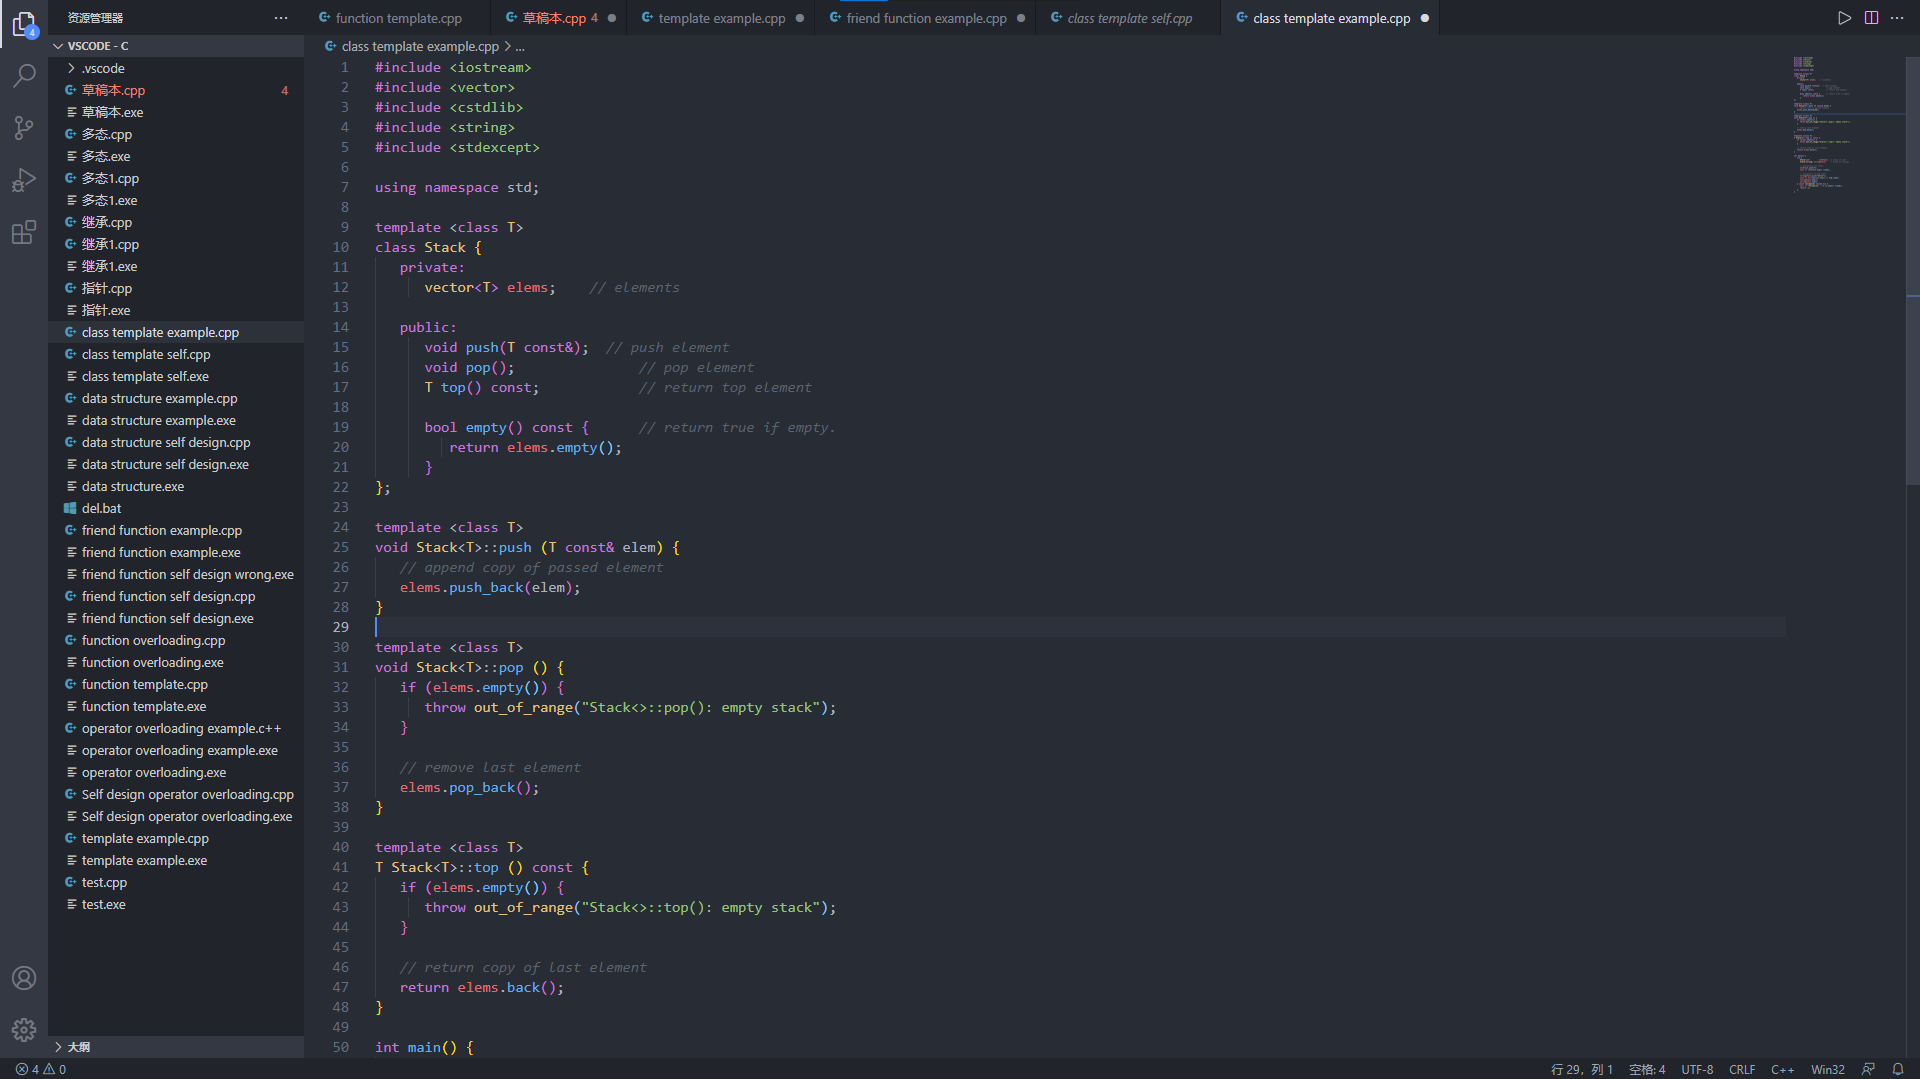 资源管理器
function template.cpp
草稿本.cpp 4
template example.cpp
friend function example.cpp
class template self.cpp
class template example.cpp
4
VSCODE - C
class template example.cpp > ...
.vscode
草稿本.cpp 4
草稿本.exe
多态.cpp
多态.exe
多态1.cpp
多态1.exe
继承.cpp
继承1.cpp
继承1.exe
指针.cpp
指针.exe
class template example.cpp
class template self.cpp
class template self.exe
data structure example.cpp
data structure example.exe
data structure self design.cpp
data structure self design.exe
data structure.exe
del.bat
friend function example.cpp
friend function example.exe
friend function self design wrong.exe
friend function self design.cpp
friend function self design.exe
function overloading.cpp
function overloading.exe
function template.cpp
function template.exe
operator overloading example.c++
operator overloading example.exe
operator overloading.exe
Self design operator overloading.cpp
Self design operator overloading.exe
template example.cpp
template example.exe
test.cpp
test.exe
大纲
1 #include <iostream>
2 #include <vector>
3 #include <cstdlib>
4 #include <string>
5 #include <stdexcept>
6
7 using namespace std;
8
9 template <class T>
10 class Stack {
11 private:
12 vector<T> elems; // elements
13
14 public:
15 void push(T const&); // push element
16 void pop(); // pop element
17 T top() const; // return top element
18
19 bool empty() const { // return true if empty.
20 return elems.empty();
21 }
22 };
23
24 template <class T>
25 void Stack<T>::push (T const& elem) {
26 // append copy of passed element
27 elems.push_back(elem);
28 }
29
30 template <class T>
31 void Stack<T>::pop () {
32 if (elems.empty()) {
33 throw out_of_range("Stack<>::pop(): empty stack");
34 }
35
36 // remove last element
37 elems.pop_back();
38 }
39
40 template <class T>
41 T Stack<T>::top () const {
42 if (elems.empty()) {
43 throw out_of_range("Stack<>::top(): empty stack");
44 }
45
46 // return copy of last element
47 return elems.back();
48 }
49
50 int main() {
4 0
行 29，列 1
空格: 4
UTF-8
CRLF
C++
Win32